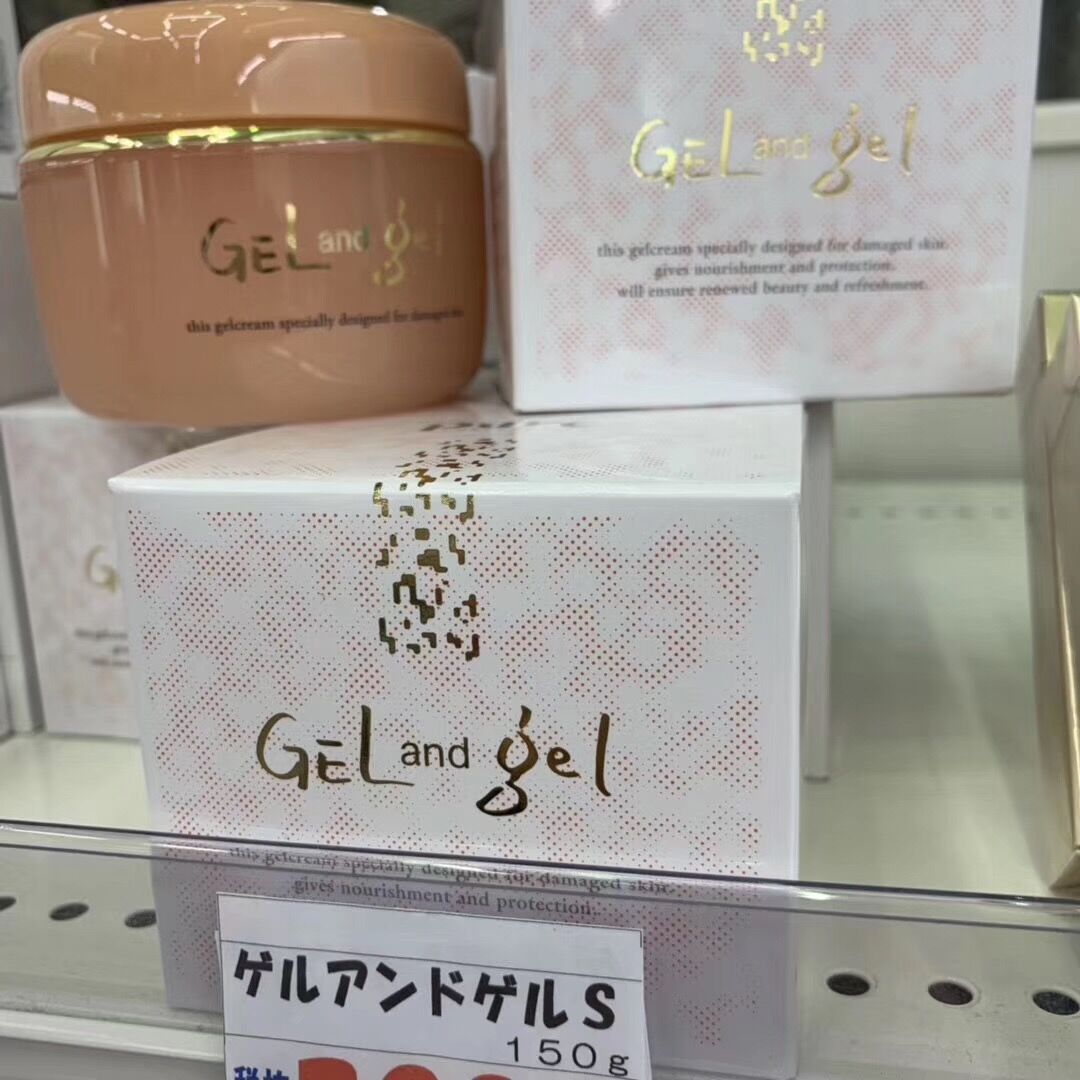 GEL and gel
this gelcream specially designed for
GEL and gel
this gelcream specially designed for damaged skin.
gives nourishment and protection.
will ensure renewed beauty and refreshment.
GEL and gel
this gelcream specially designed for damaged skin.
gives nourishment and protection.
ゲルアンドゲルS
150g